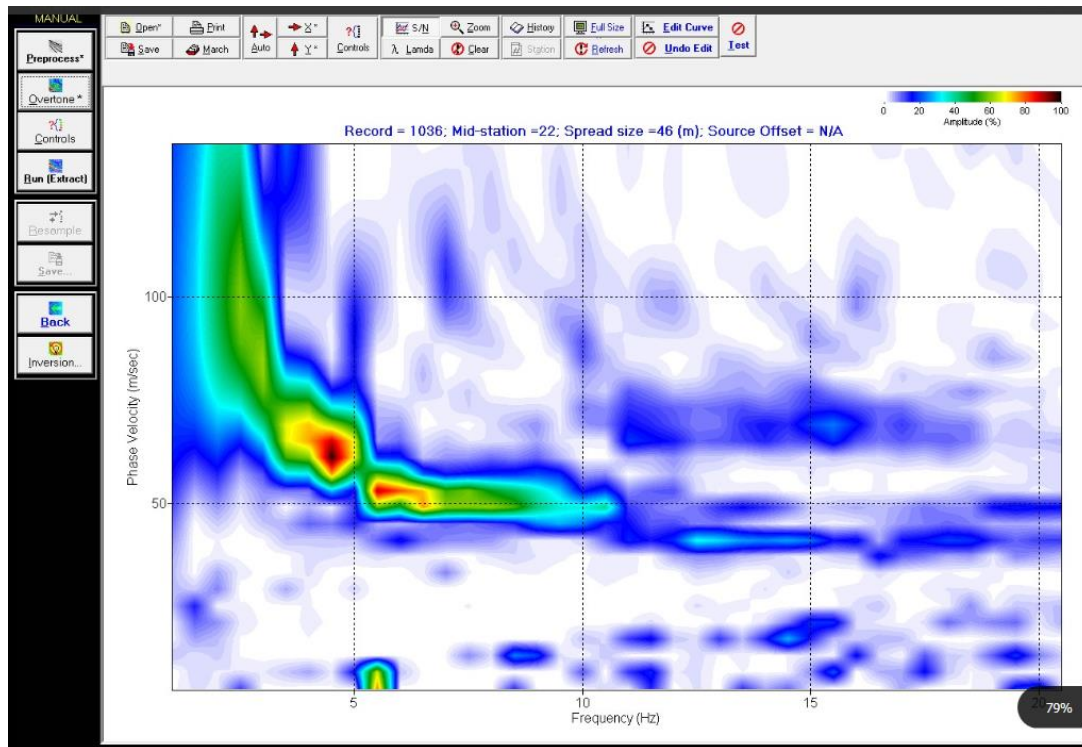 MANUAL
Preprocess*
Overtone *
Controls
Run (Extract)
Resample
Save...
Back
Inversion...
Open* Print Auto X* ?{} Controls S/N Zoom History Full Size Edit Curve Test
Save March Y* λ Lamda Clear Station Refresh Undo Edit
0 20 40 60 80 100
Amplitude (%)
Record = 1036; Mid-station =22; Spread size =46 (m); Source Offset = N/A
Phase Velocity (m/sec)
100
50
5 10 15 20
Frequency (Hz)
79%